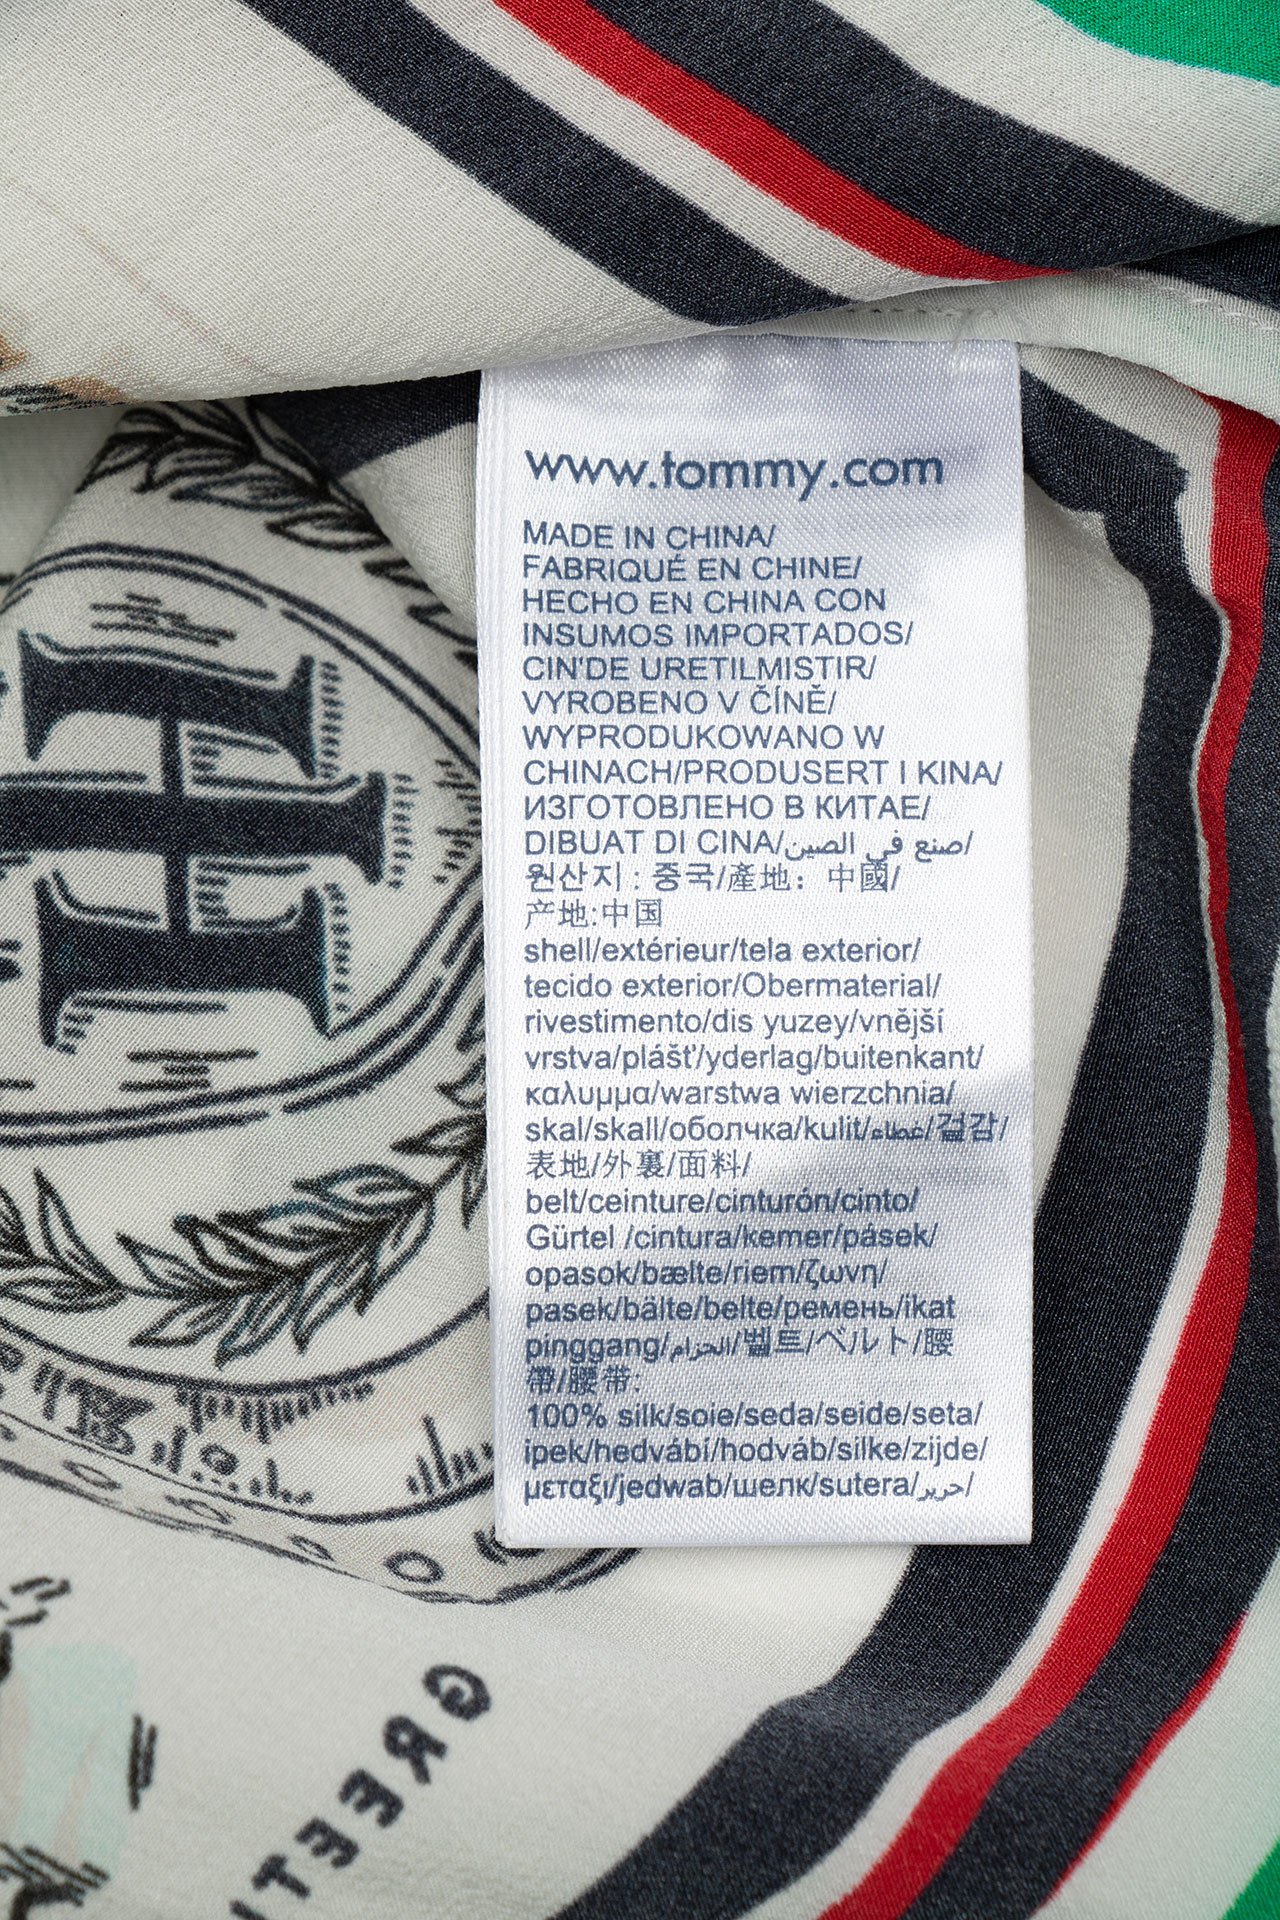 www.tommy.com
MADE IN CHINA/
FABRIQUÉ EN CHINE/
HECHO EN CHINA CON
INSUMOS IMPORTADOS/
CIN'DE URETILMISTIR/
VYROBENO V ČÍNĚ/
WYPRODUKOWANO W
CHINACH/PRODUSERT I KINA/
ИЗГОТОВЛЕНО В КИТАЕ/
DIBUAT DI CINA/صنع في الصين/
원산지 : 중국/產地：中國/
产地:中国
shell/extérieur/tela exterior/
tecido exterior/Obermaterial/
rivestimento/dis yuzey/vnější
vrstva/plášť/yderlag/buitenkant/
καλυμμα/warstwa wierzchnia/
skal/skall/оболчка/kulit/غطاء/겉감/
表地/外裏/面料/
belt/ceinture/cinturón/cinto/
Gürtel /cintura/kemer/pásek/
opasok/bælte/riem/ζωνη/
pasek/bälte/belte/ремень/ikat
pinggang/الحزام/벨트/ベルト/腰
帶/腰带:
100% silk/soie/seda/seide/seta/
ipek/hedvábí/hodváb/silke/zijde/
μεταξι/jedwab/шелк/sutera/حرير/
H
H
GREETI